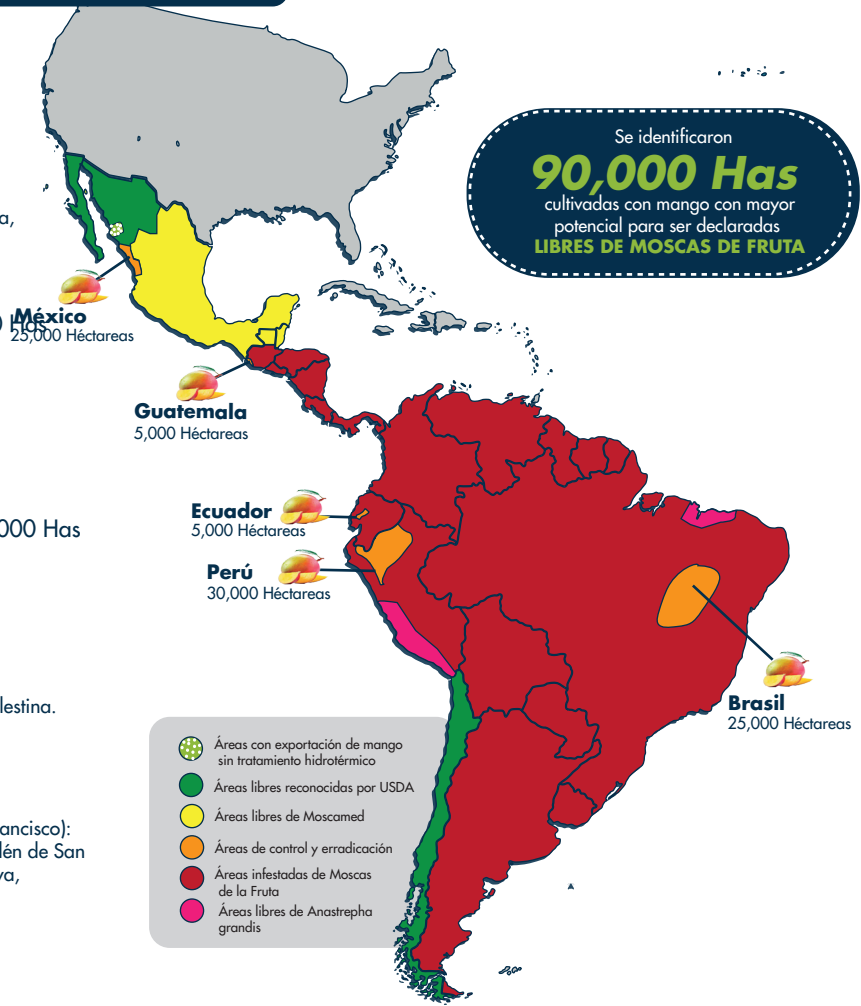 Se identificaron
90,000 Has
cultivadas con mango con mayor
potencial para ser declaradas
LIBRES DE MOSCAS DE FRUTA
a,
México
Has
25,000 Héctareas
Guatemala
5,000 Héctareas
Ecuador
5,000 Héctareas
000 Has
Perú
30,000 Héctareas
lestina.
Brasil
25,000 Héctareas
Áreas con exportación de mango
sin tratamiento hidrotérmico
Áreas libres reconocidas por USDA
Áreas libres de Moscamed
Áreas de control y erradicación
Áreas infestadas de Moscas
de la Fruta
Áreas libres de Anastrepha
grandis
ancisco):
lén de San
va,